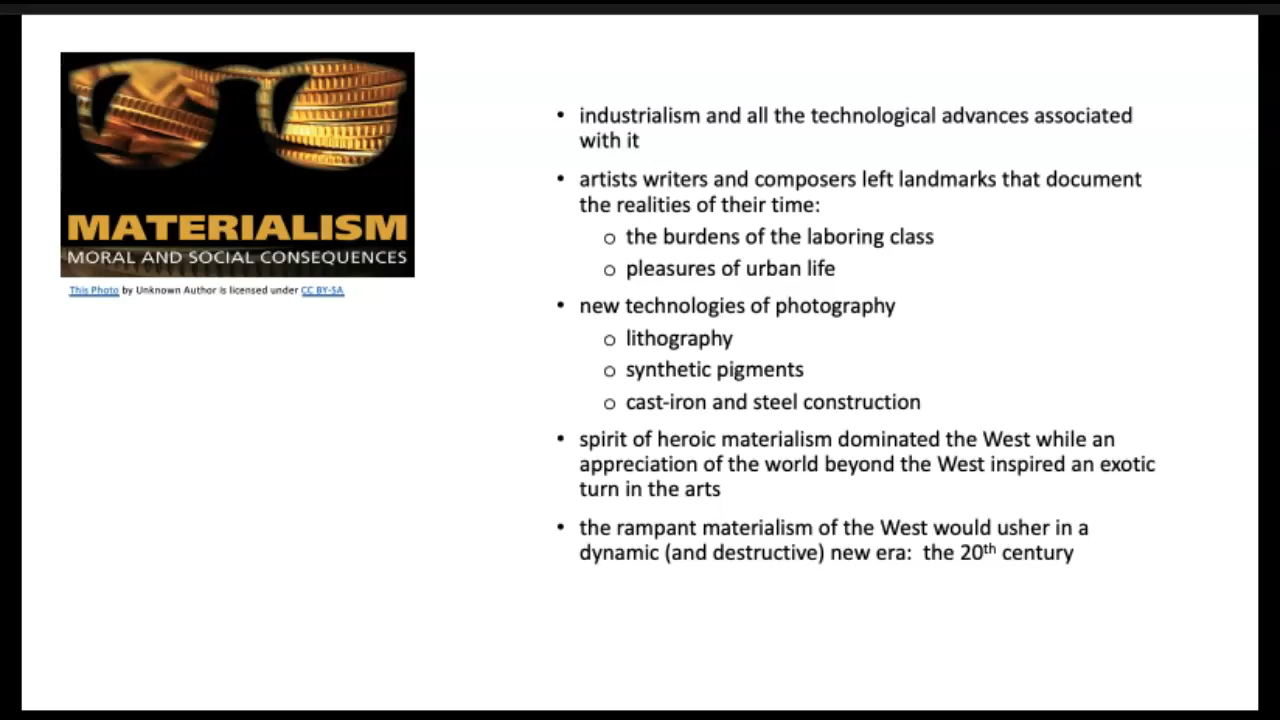 MATERIALISM
MORAL AND SOCIAL CONSEQUENCES
This Photo by Unknown Author is licensed under CC BY-SA
• industrialism and all the technological advances associated
with it
• artists writers and composers left landmarks that document
the realities of their time:
o the burdens of the laboring class
o pleasures of urban life
• new technologies of photography
o lithography
o synthetic pigments
o cast-iron and steel construction
• spirit of heroic materialism dominated the West while an
appreciation of the world beyond the West inspired an exotic
turn in the arts
• the rampant materialism of the West would usher in a
dynamic (and destructive) new era:  the 20th century